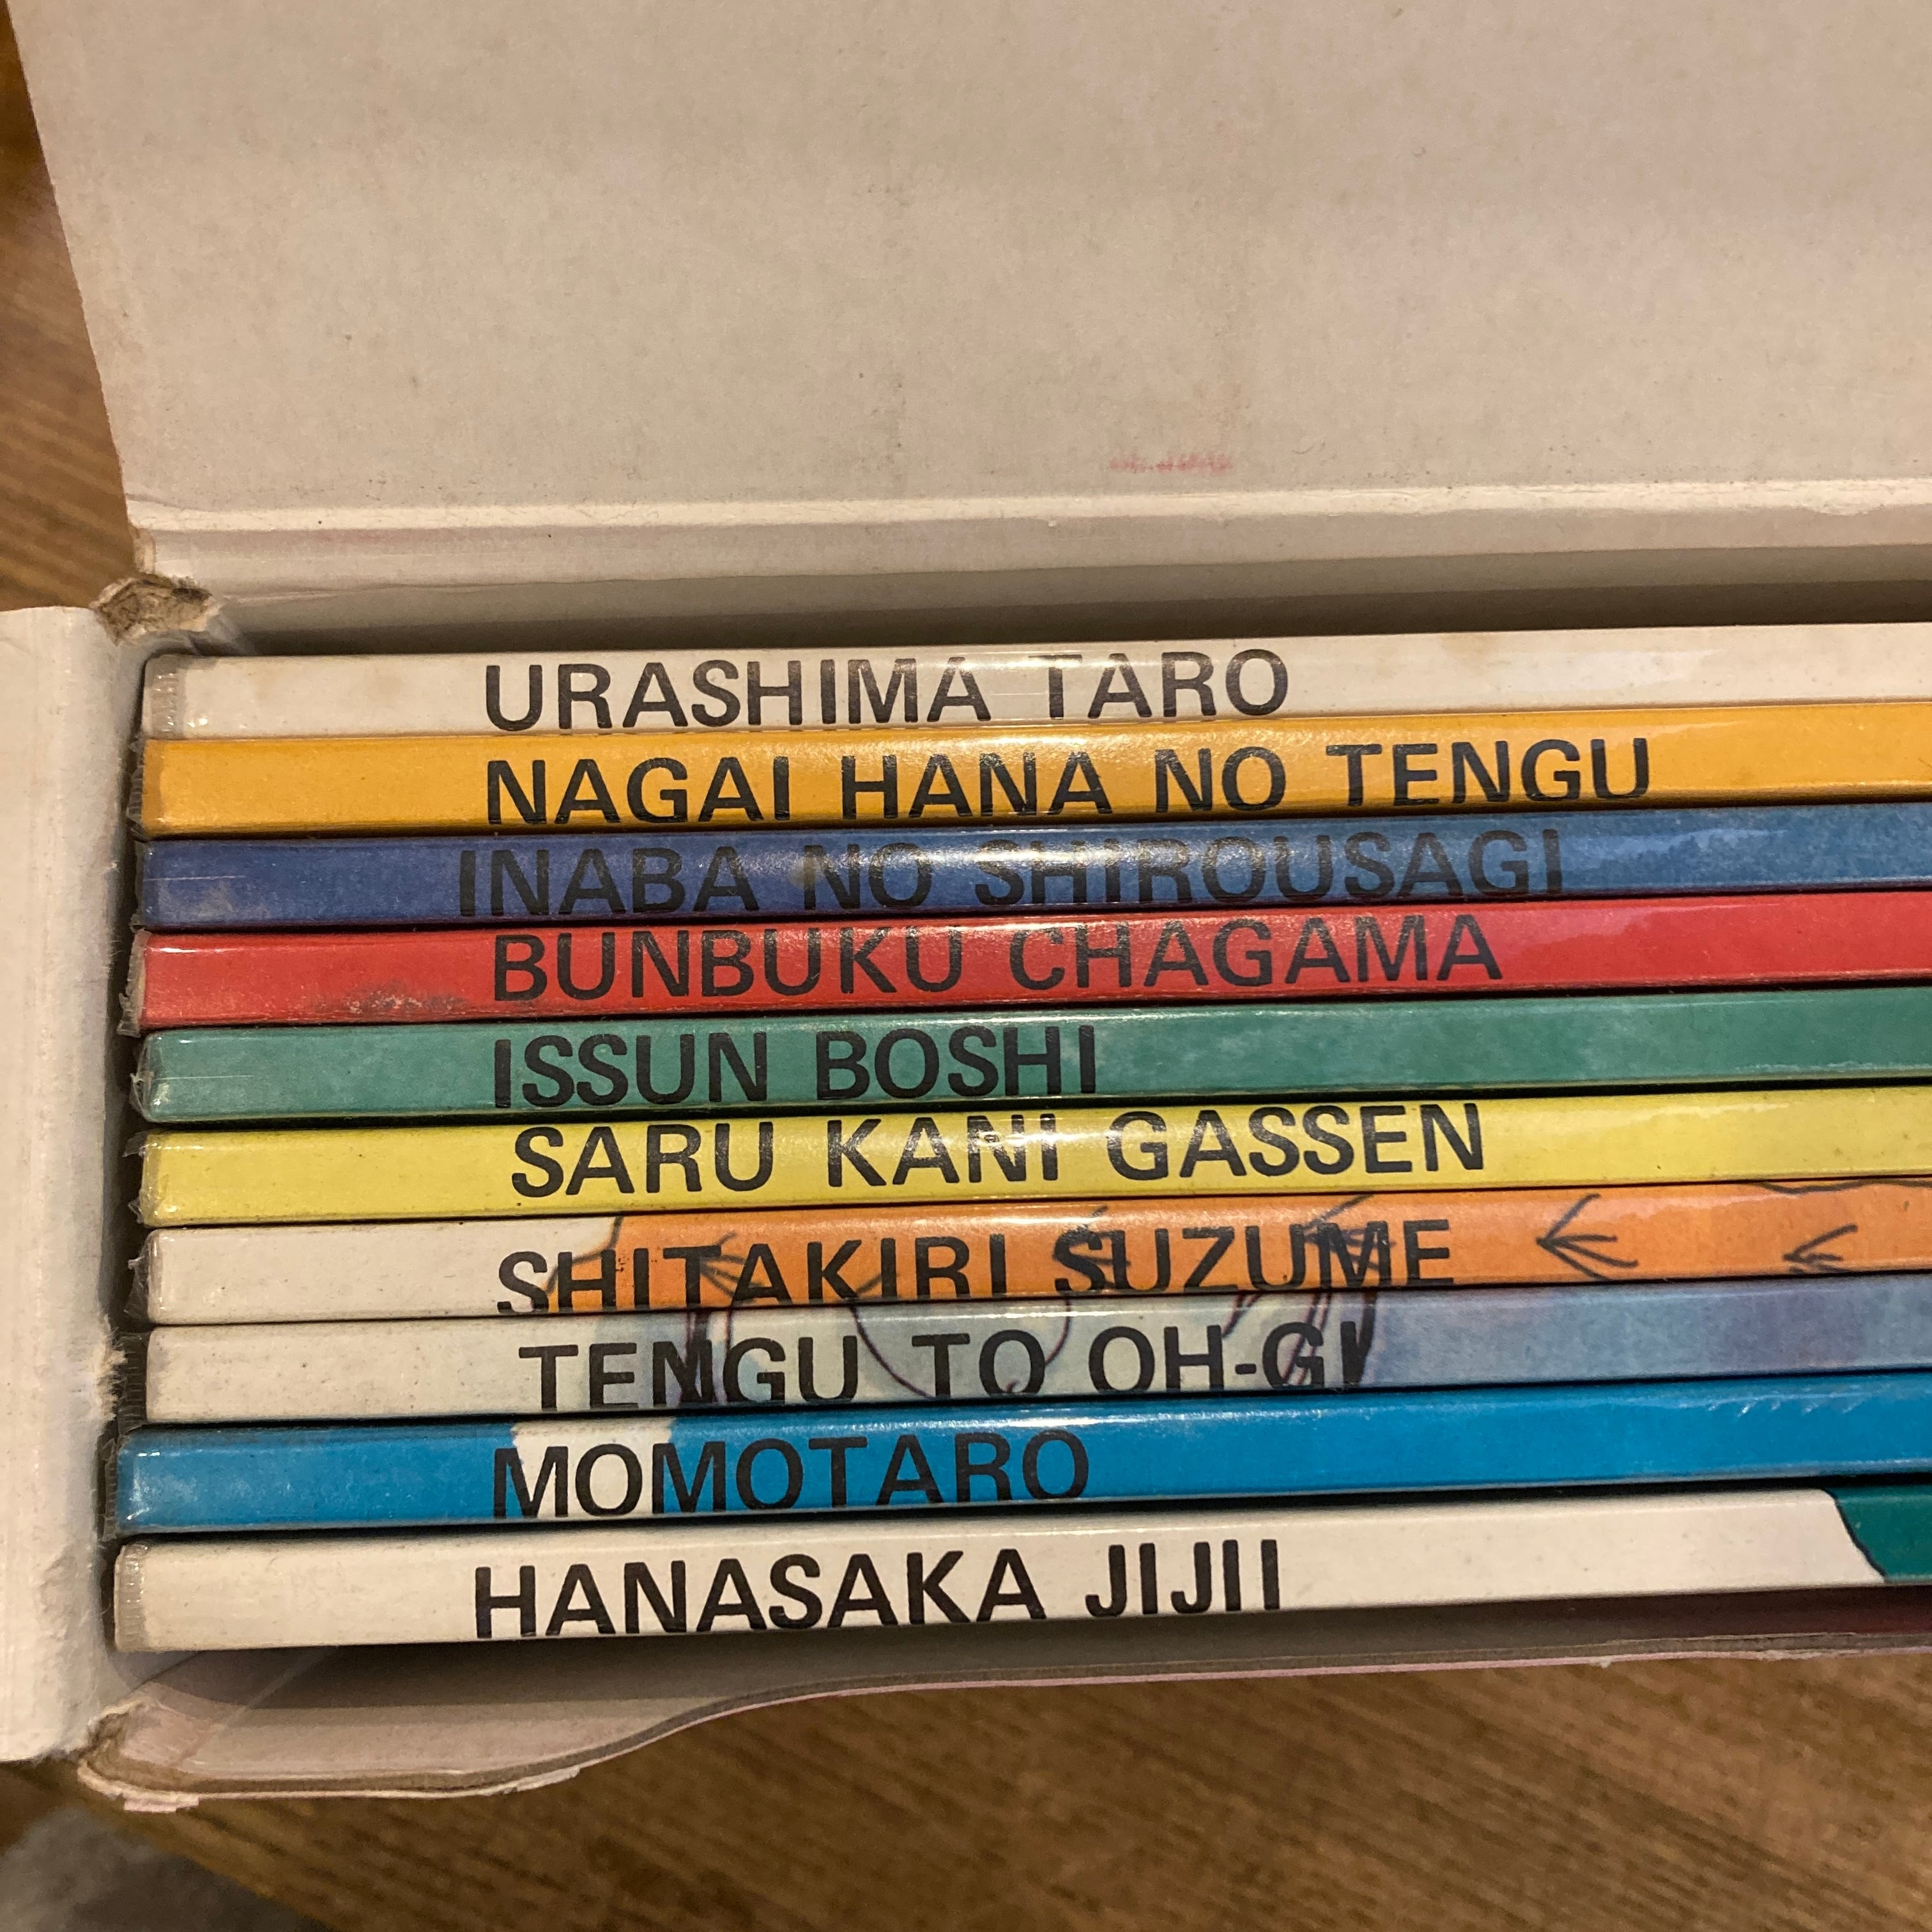 URASHIMA TARO
NAGAI HANA NO TENGU
INABA NO SHIROUSAGI
BUNBUKU CHAGAMA
ISSUN BOSHI
SARU KANI GASSEN
SHITAKIRI SUZUME
TENGU TO OH-GI
MOMOTARO
HANASAKA JIJII